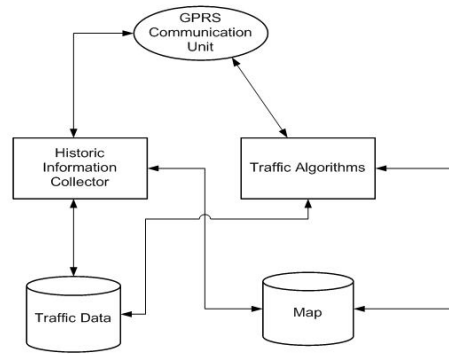 GPRS
Communication
Unit
Historic
Information
Collector
Traffic Algorithms
Traffic Data
Map